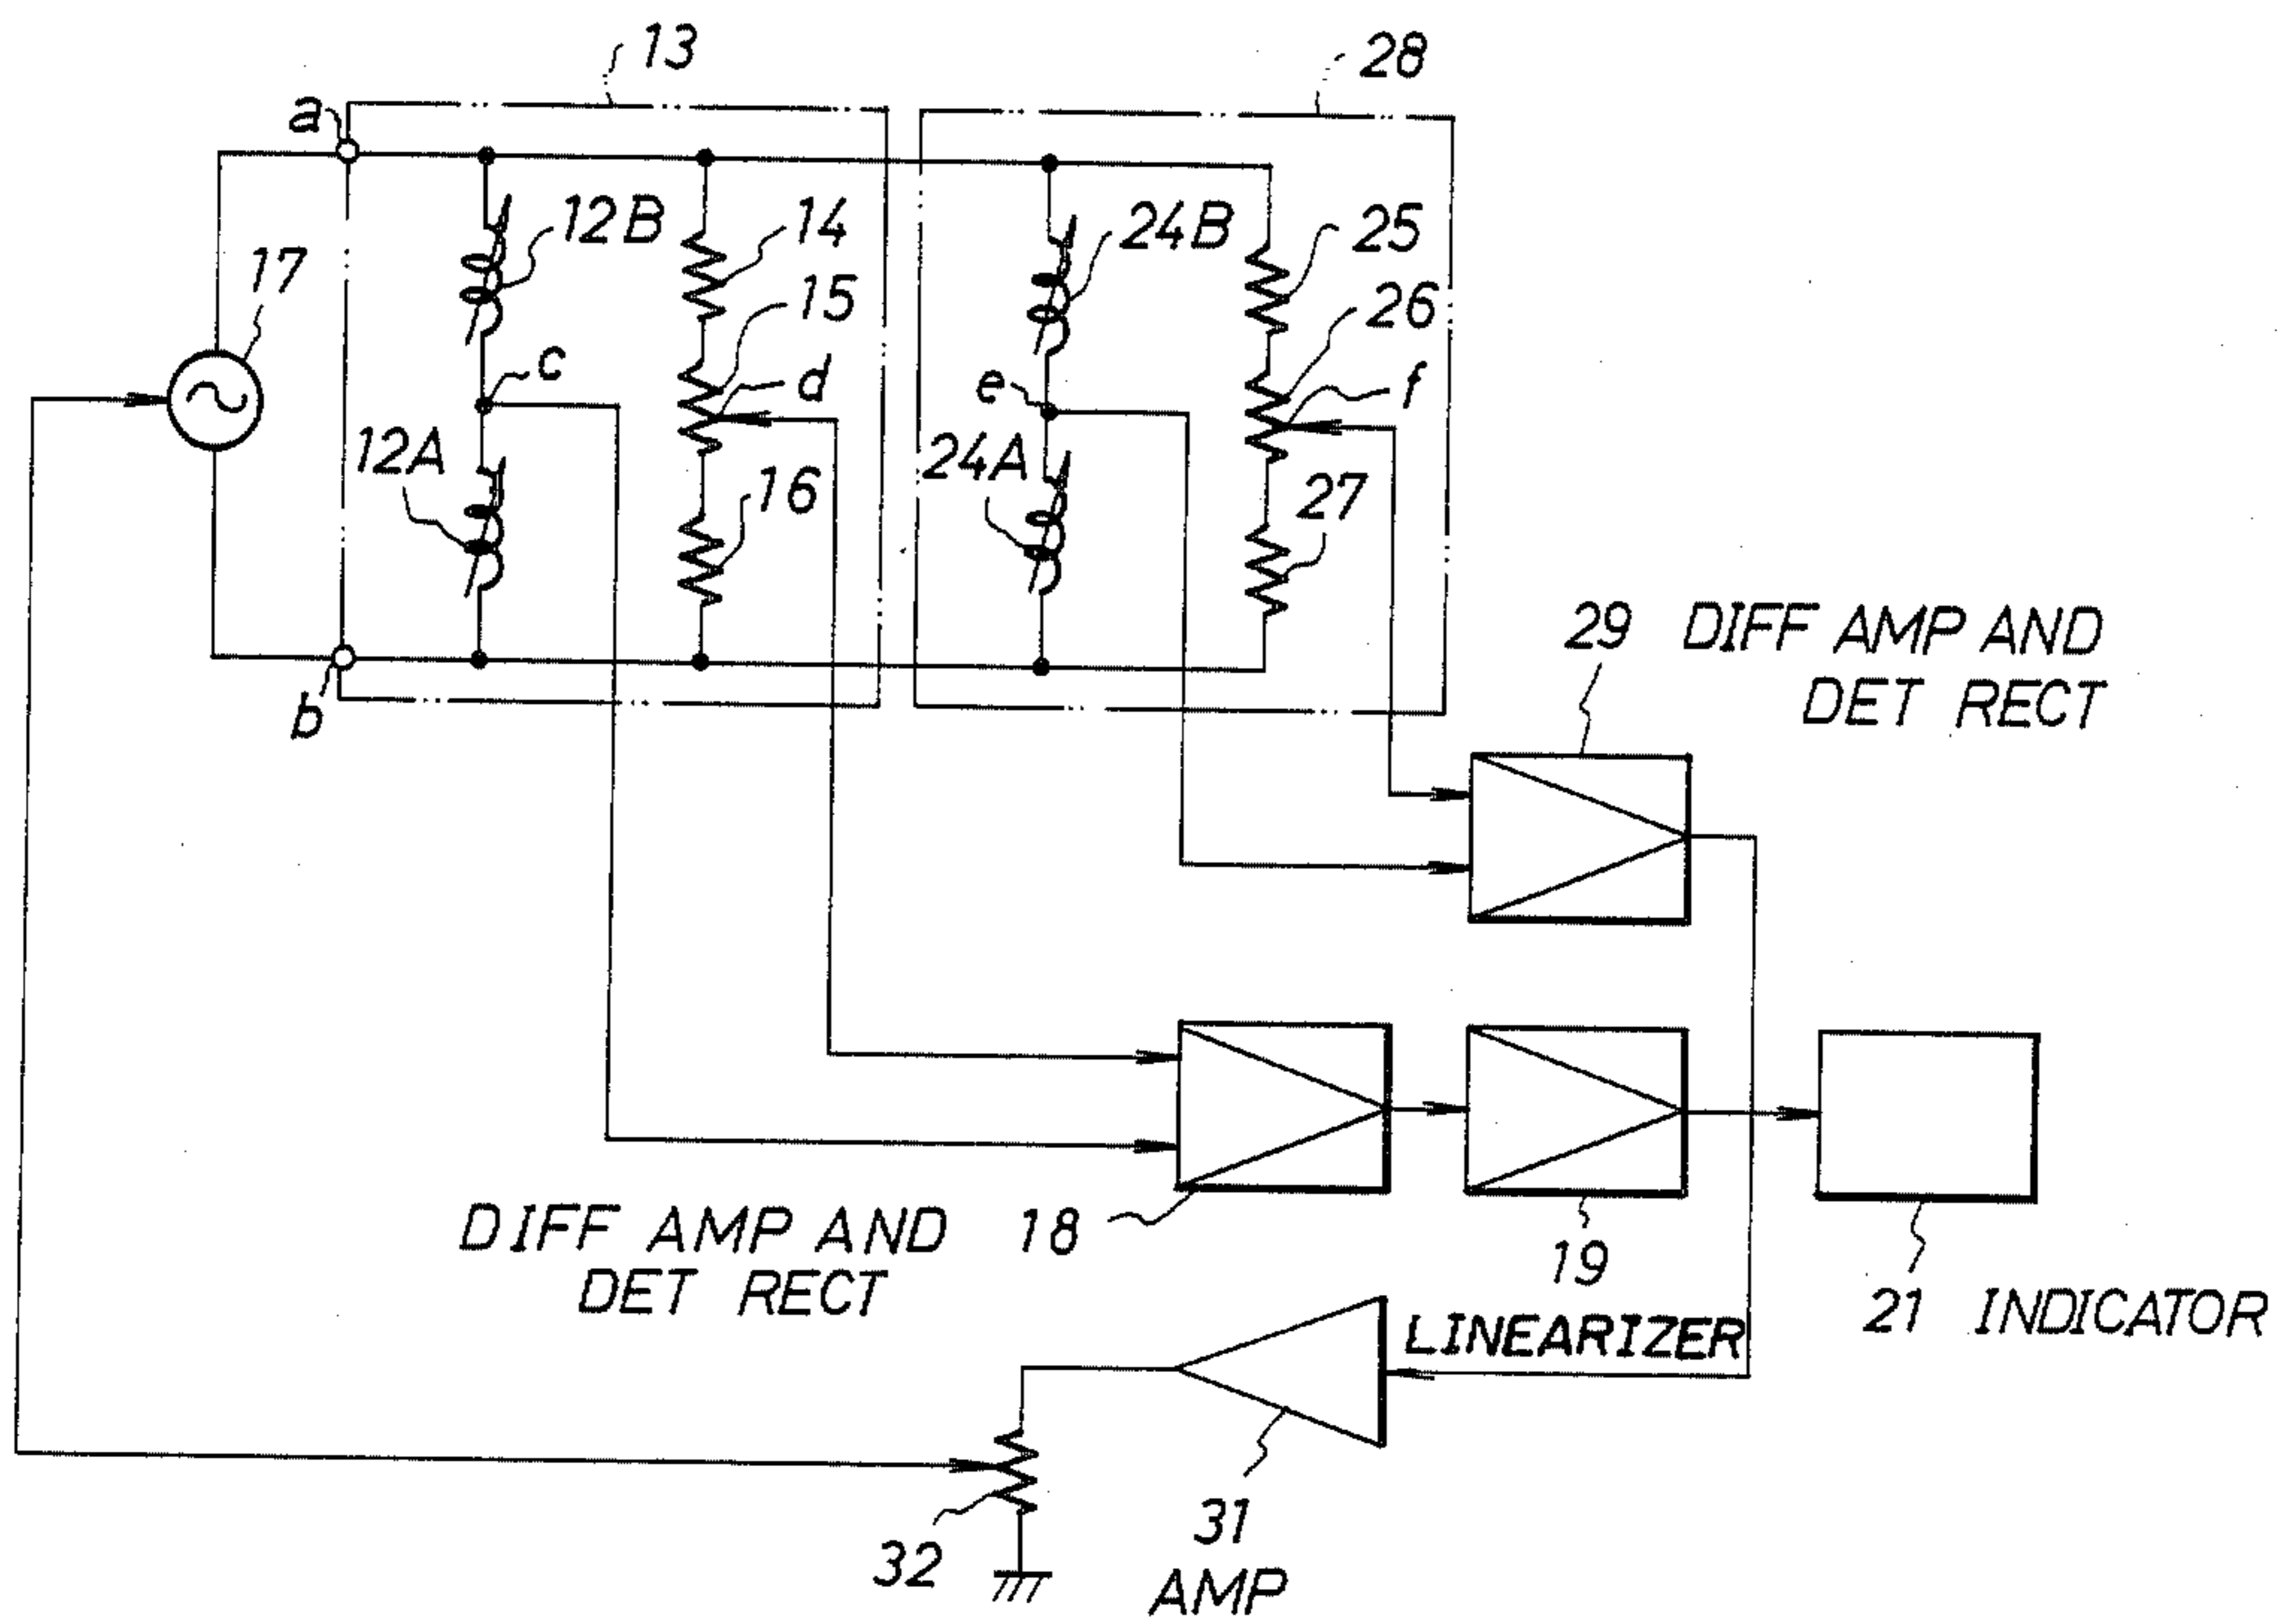 13
28
a
12B
14
24B
25
17
15
26
c
d
e
f
12A
24A
16
27
29 DIFF AMP AND
DET RECT
b
DIFF AMP AND 18
DET RECT
19
LINEARIZER
21 INDICATOR
31
AMP
32